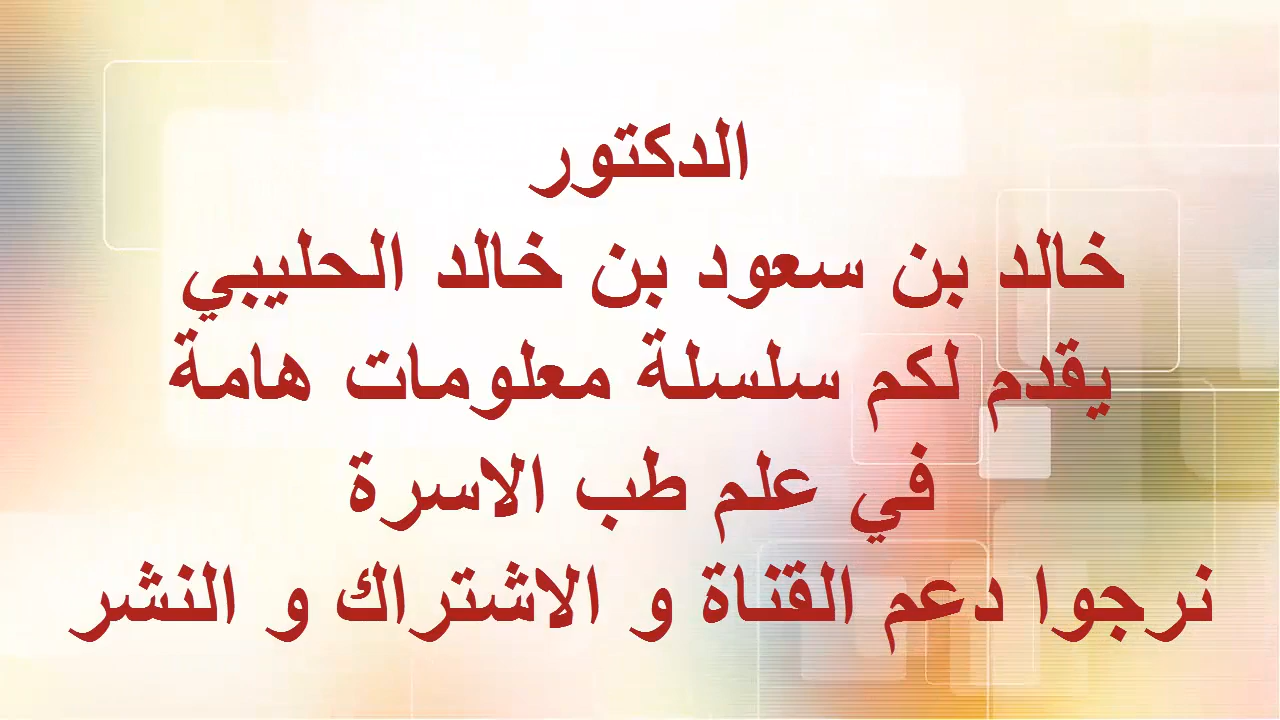 الدكتور
خالد بن سعود بن خالد الحليبي
يقدم لكم سلسلة معلومات هامة
في علم طب الاسرة
نرجوا دعم القناة و الاشتراك و النشر